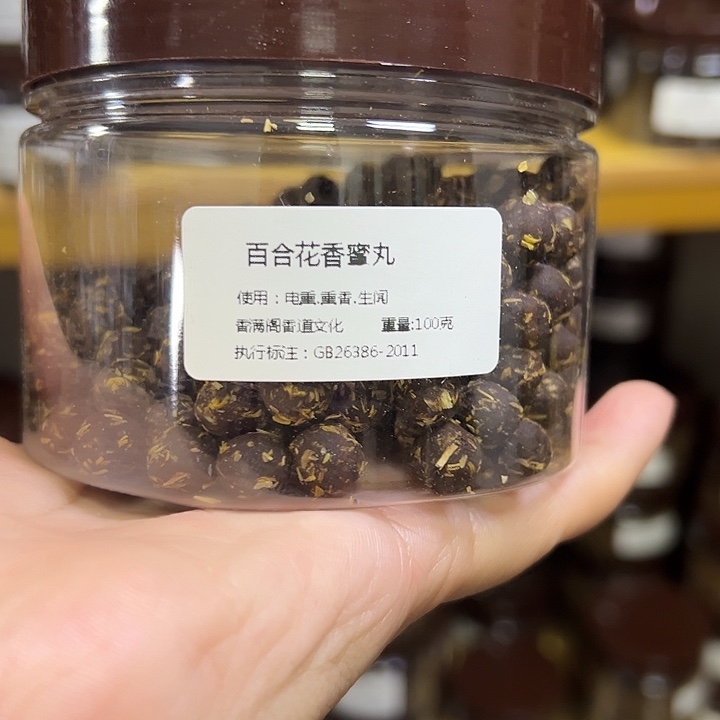 百合花香蜜丸
使用：电熏.熏香.生闻
香满阁香道文化 重量:100克
执行标注：GB26386-2011